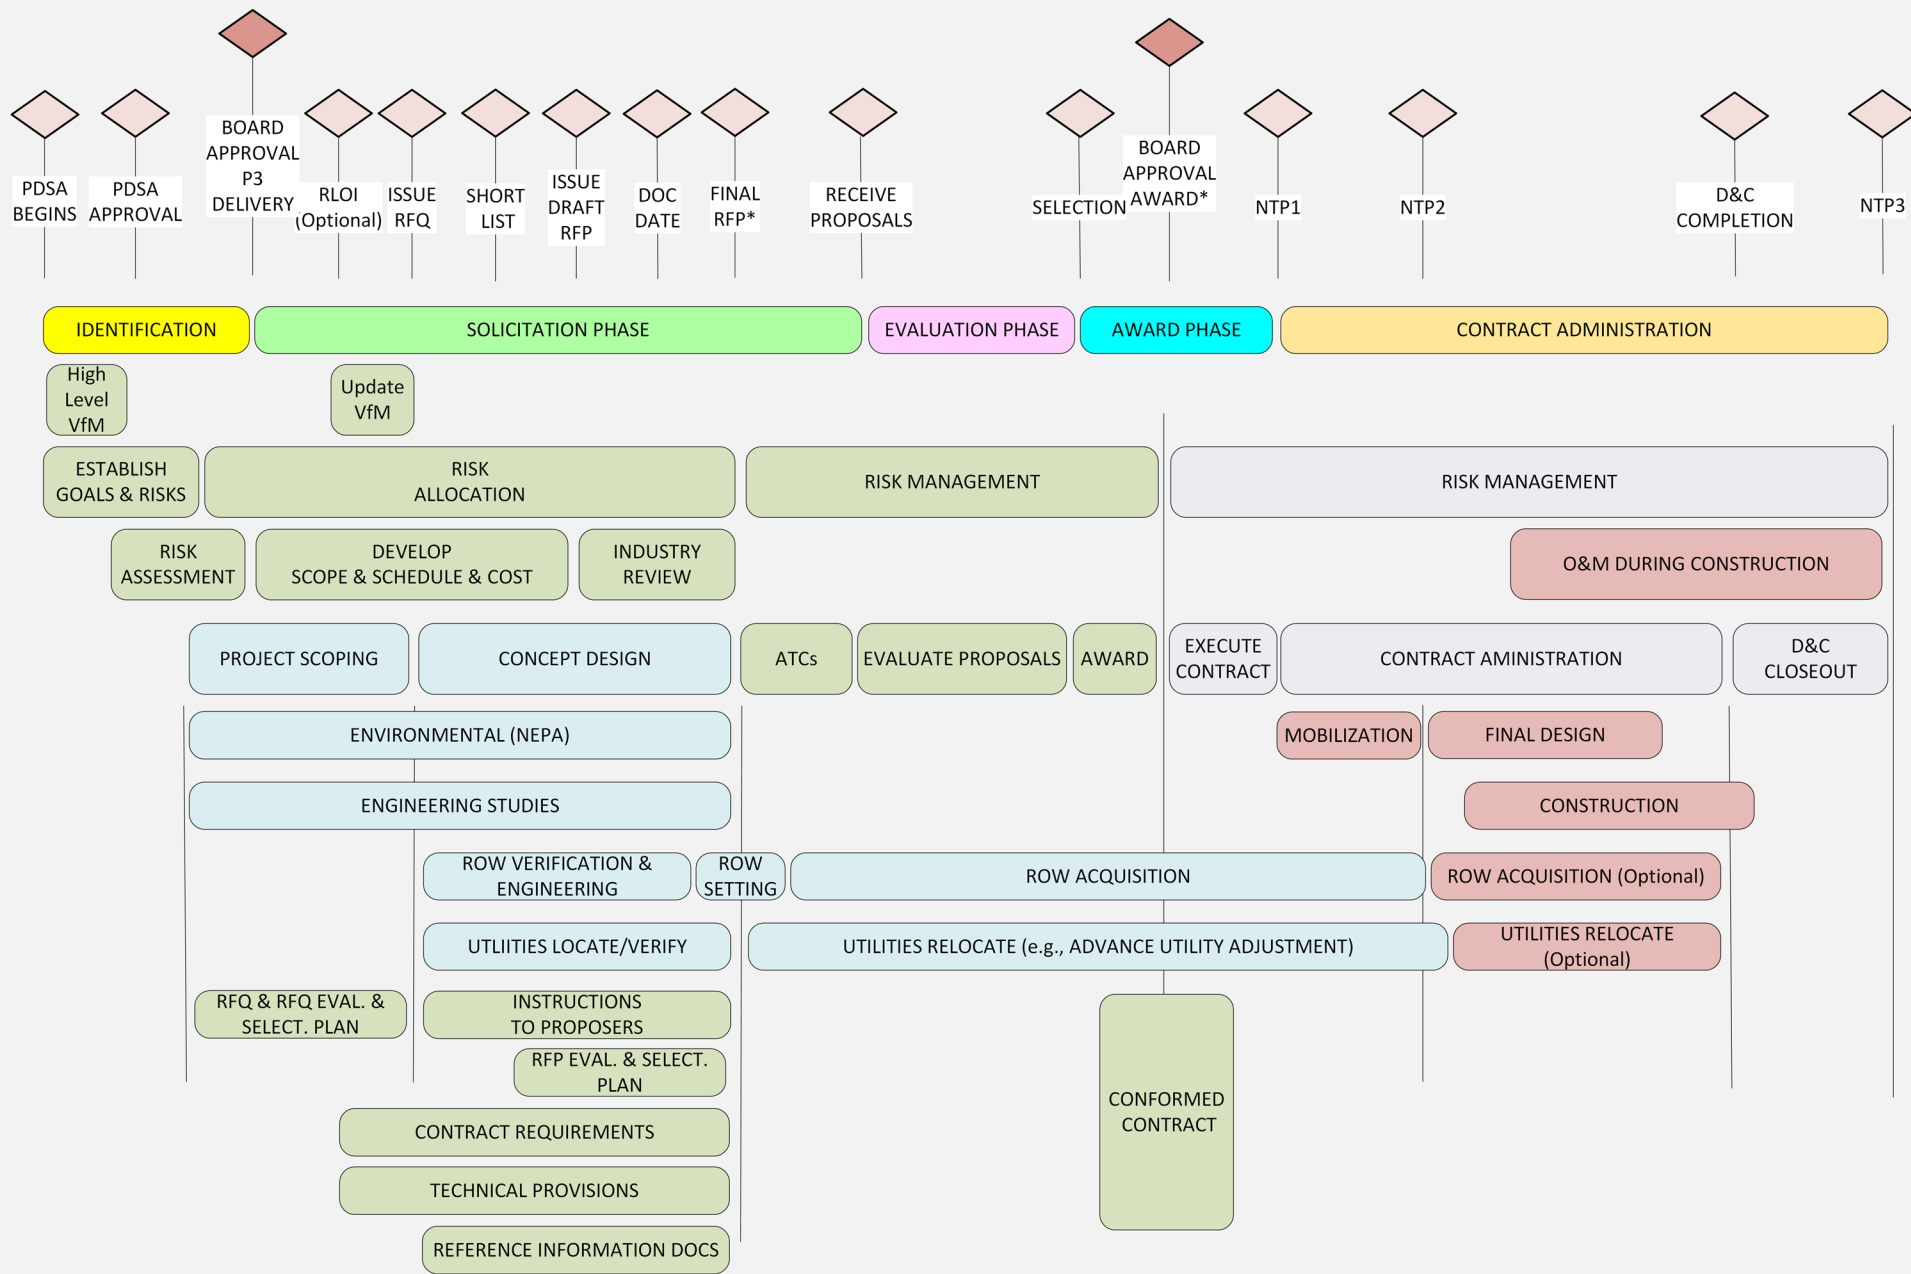 PDSA
BEGINS
PDSA
APPROVAL
BOARD
APPROVAL
P3
DELIVERY
RLOI
(Optional)
ISSUE
RFQ
SHORT
LIST
ISSUE
DRAFT
RFP
DOC
DATE
FINAL
RFP*
RECEIVE
PROPOSALS
SELECTION
BOARD
APPROVAL
AWARD*
NTP1
NTP2
D&C
COMPLETION
NTP3
IDENTIFICATION
SOLICITATION PHASE
EVALUATION PHASE
AWARD PHASE
CONTRACT ADMINISTRATION
High
Level
VfM
Update
VfM
ESTABLISH
GOALS & RISKS
RISK
ALLOCATION
RISK MANAGEMENT
RISK MANAGEMENT
RISK
ASSESSMENT
DEVELOP
SCOPE & SCHEDULE & COST
INDUSTRY
REVIEW
O&M DURING CONSTRUCTION
PROJECT SCOPING
CONCEPT DESIGN
ATCs
EVALUATE PROPOSALS
AWARD
EXECUTE
CONTRACT
CONTRACT AMINISTRATION
D&C
CLOSEOUT
ENVIRONMENTAL (NEPA)
MOBILIZATION
FINAL DESIGN
ENGINEERING STUDIES
CONSTRUCTION
ROW VERIFICATION &
ENGINEERING
ROW
SETTING
ROW ACQUISITION
ROW ACQUISITION (Optional)
UTLIITIES LOCATE/VERIFY
UTILITIES RELOCATE (e.g., ADVANCE UTILITY ADJUSTMENT)
UTILITIES RELOCATE
(Optional)
RFQ & RFQ EVAL. &
SELECT. PLAN
INSTRUCTIONS
TO PROPOSERS
RFP EVAL. & SELECT.
PLAN
CONFORMED
CONTRACT
CONTRACT REQUIREMENTS
TECHNICAL PROVISIONS
REFERENCE INFORMATION DOCS